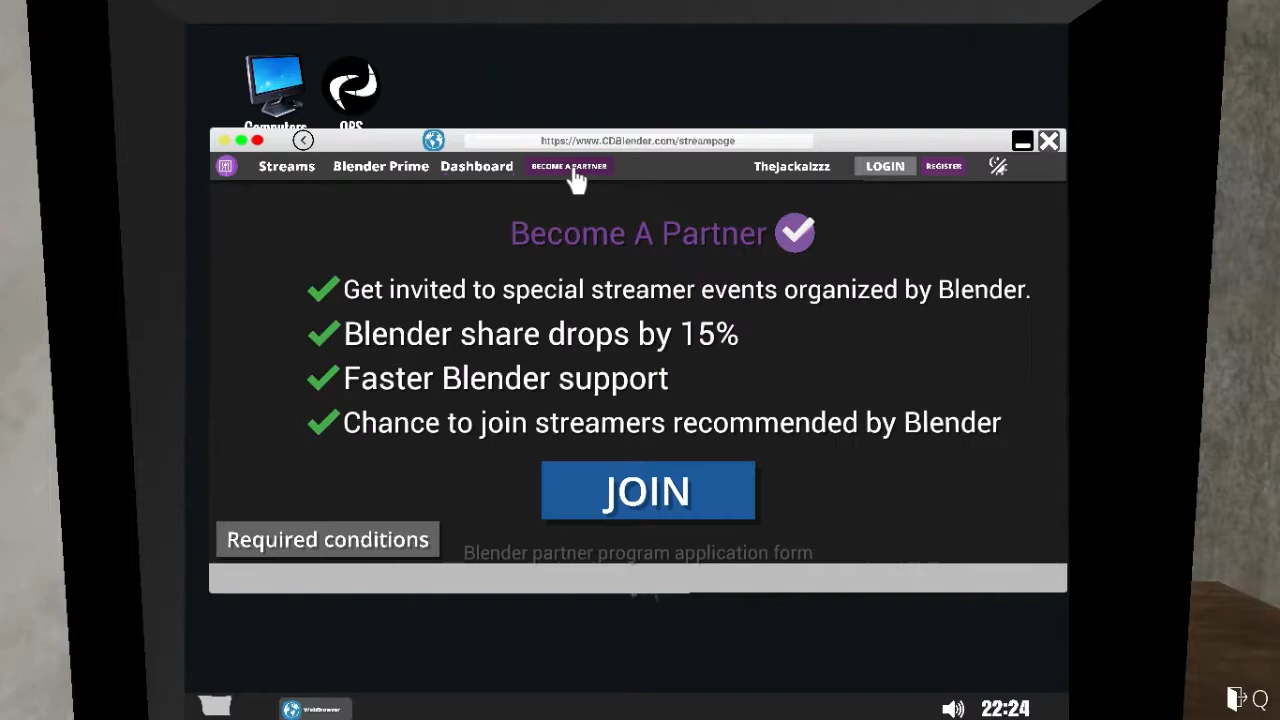 Computers
OPS
https://www.CDBlender.com/streampage
Streams Blender Prime Dashboard BECOME A PARTNER TheJackalzzz LOGIN REGISTER
Become A Partner
Get invited to special streamer events organized by Blender.
Blender share drops by 15%
Faster Blender support
Chance to join streamers recommended by Blender
JOIN
Required conditions
Blender partner program application form
WebBrowser
22:24
Q